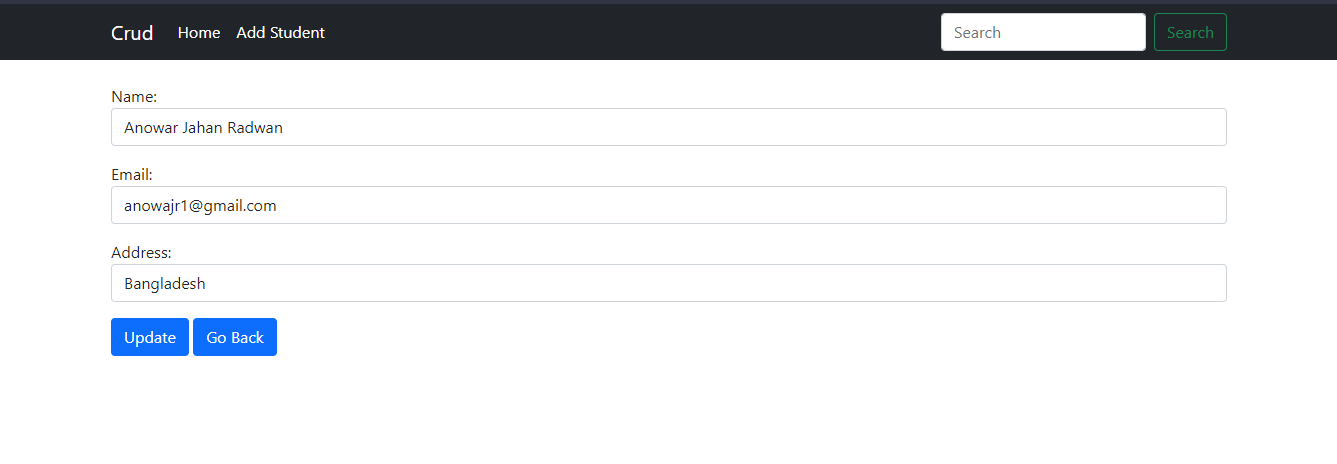 Crud Home Add Student Search Search
Name:
Anowar Jahan Radwan
Email:
anowajr1@gmail.com
Address:
Bangladesh
Update Go Back